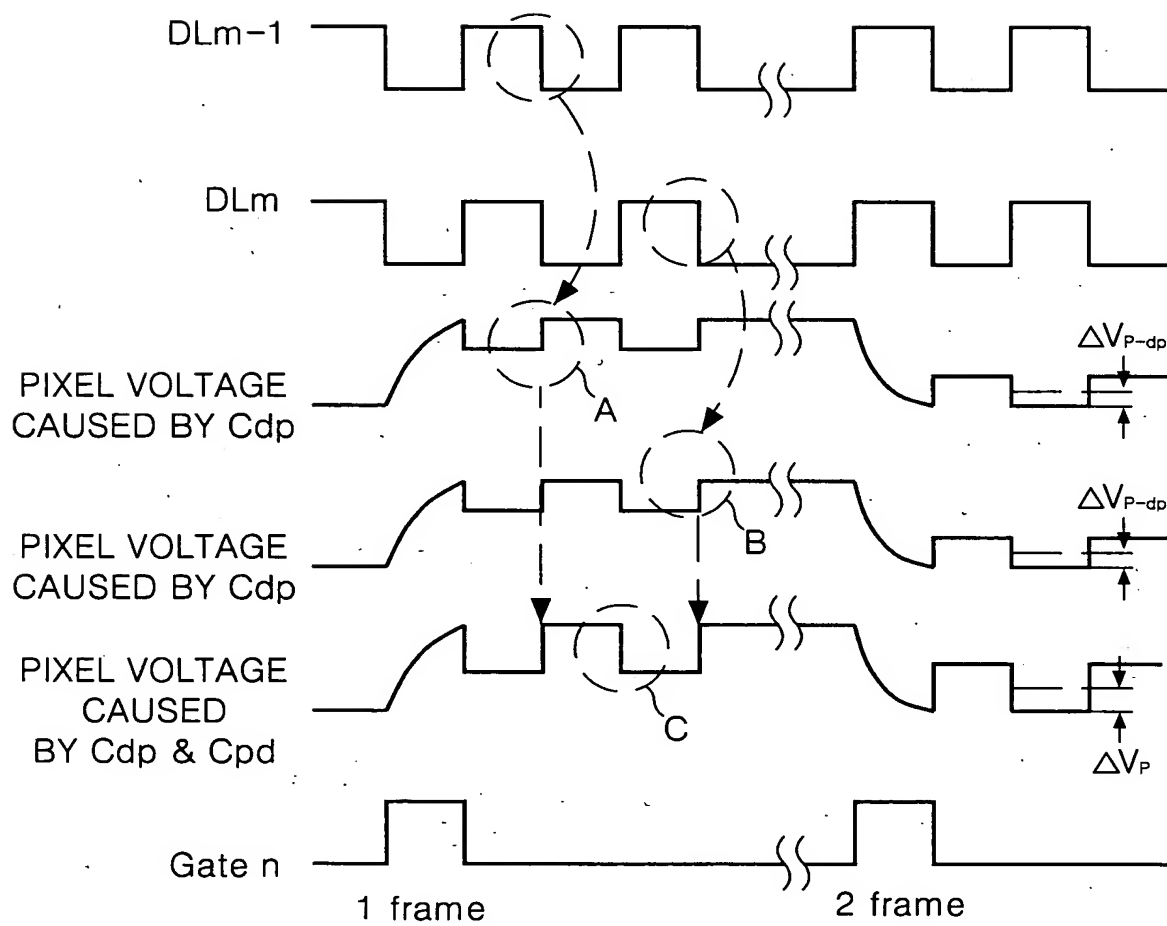 DLm-1
DLm
ΔVP-dp
PIXEL VOLTAGE
CAUSED BY Cdp
A
ΔVP-dp
PIXEL VOLTAGE
CAUSED BY Cdp
B
PIXEL VOLTAGE
CAUSED
BY Cdp & Cpd
C
ΔVP
Gate n
1 frame
2 frame